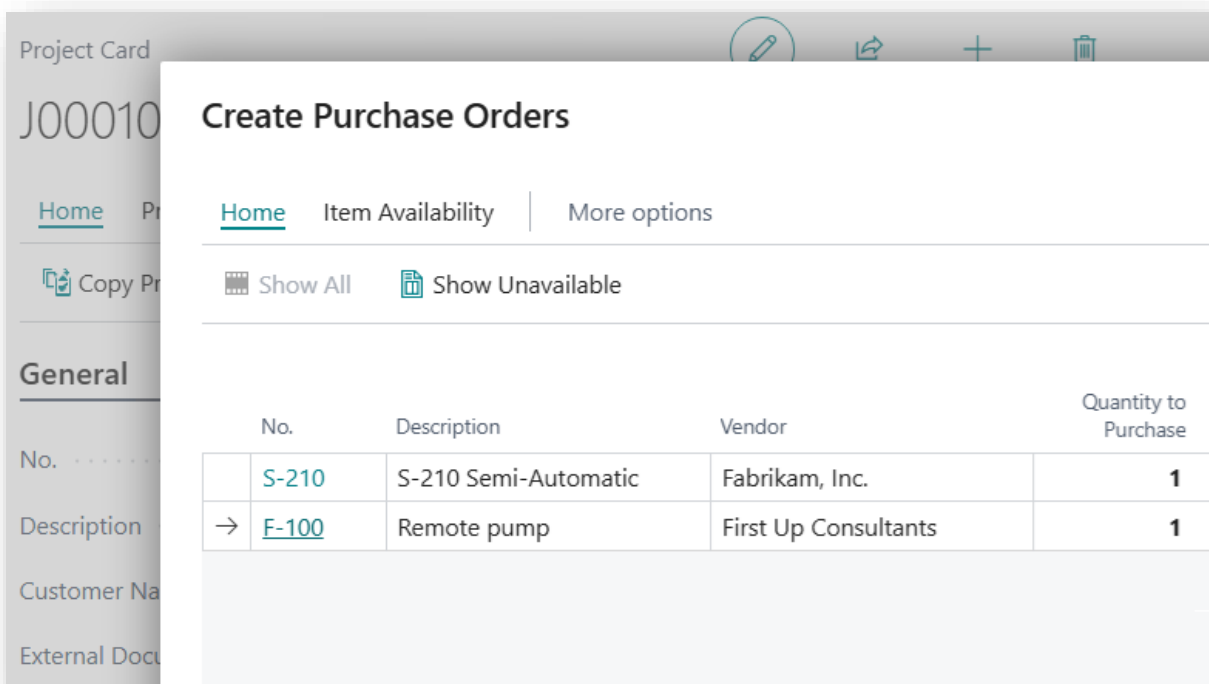 Project Card
J00010
Create Purchase Orders
Home Pr
Home Item Availability More options
Copy Pr
Show All Show Unavailable
General
No. Description Vendor Quantity to Purchase
No.
S-210 S-210 Semi-Automatic Fabrikam, Inc. 1
Description
F-100 Remote pump First Up Consultants 1
Customer Na
External Docu